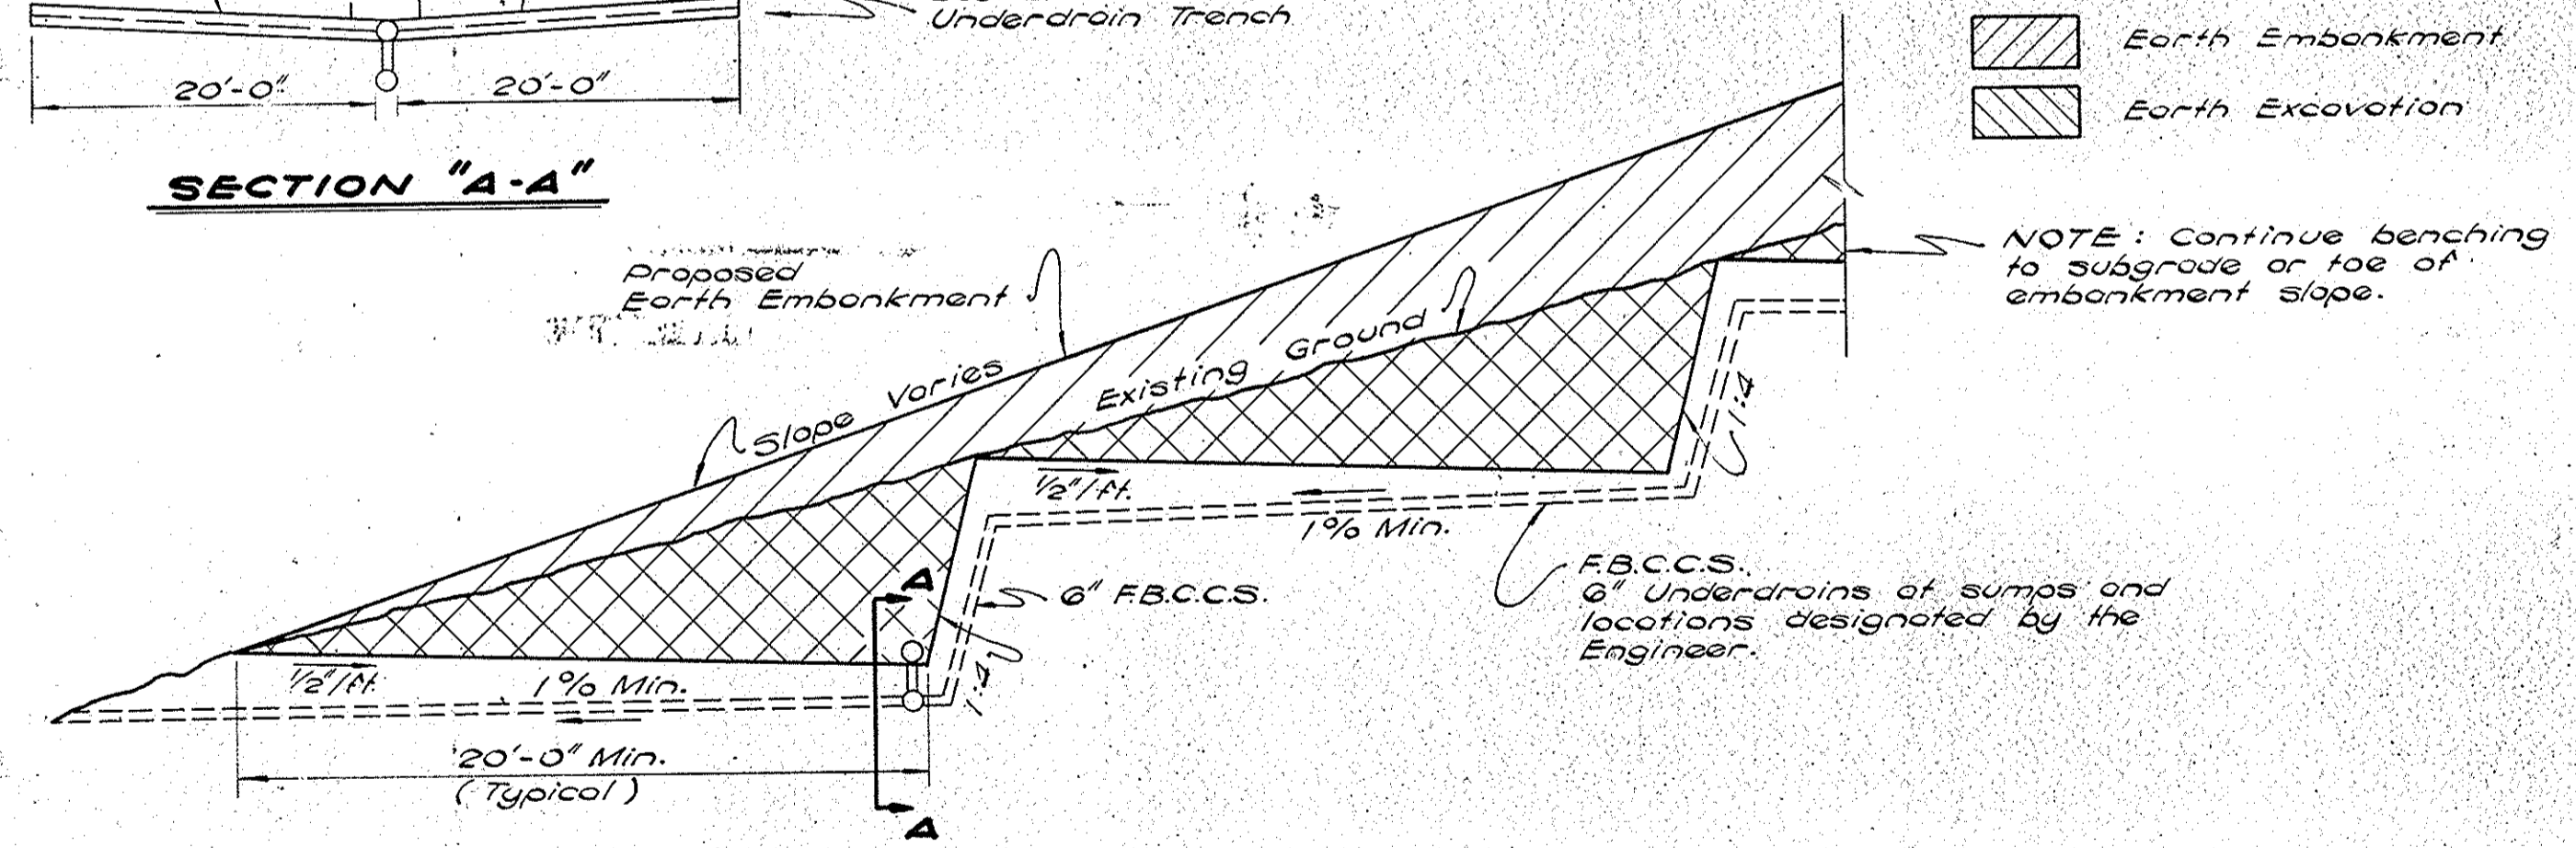 Underdrain Trench
20'-0"
20'-0"
SECTION "A-A"
Earth Embankment
Earth Excavation
Proposed
Earth Embankment
NOTE: Continue benching
to subgrade or toe of
embankment slope.
Slope Varies
Existing Ground
1:4
1/2"/ft.
1% Min.
F.B.C.C.S.
6" Underdrains at sumps and
locations designated by the
Engineer.
A
6" F.B.C.C.S.
1/2"/ft.
1% Min.
1:4
20'-0" Min.
(Typical)
A